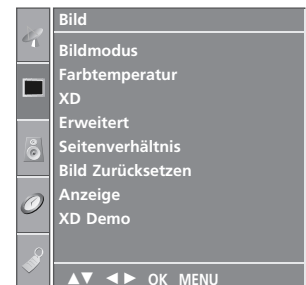 Bild
Bildmodus
Farbtemperatur
XD
Erweitert
Seitenverhältnis
Bild Zurücksetzen
Anzeige
XD Demo
▲▼ ◄► OK MENU